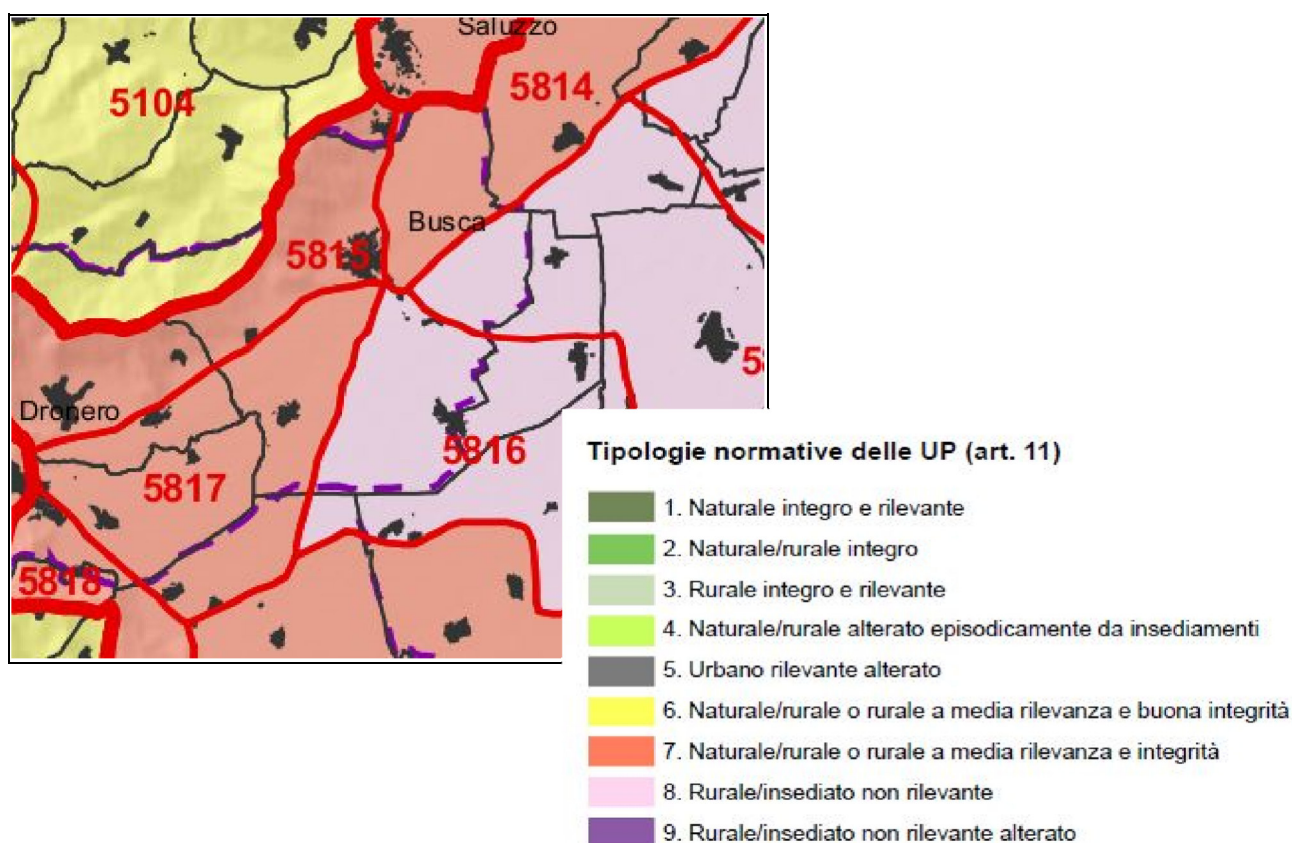 Saluzzo
5104
5814
Busca
5815
Dronero
5816
5817
5818
Tipologie normative delle UP (art. 11)
1. Naturale integro e rilevante
2. Naturale/rurale integro
3. Rurale integro e rilevante
4. Naturale/rurale alterato episodicamente da insediamenti
5. Urbano rilevante alterato
6. Naturale/rurale o rurale a media rilevanza e buona integrità
7. Naturale/rurale o rurale a media rilevanza e integrità
8. Rurale/insediato non rilevante
9. Rurale/insediato non rilevante alterato